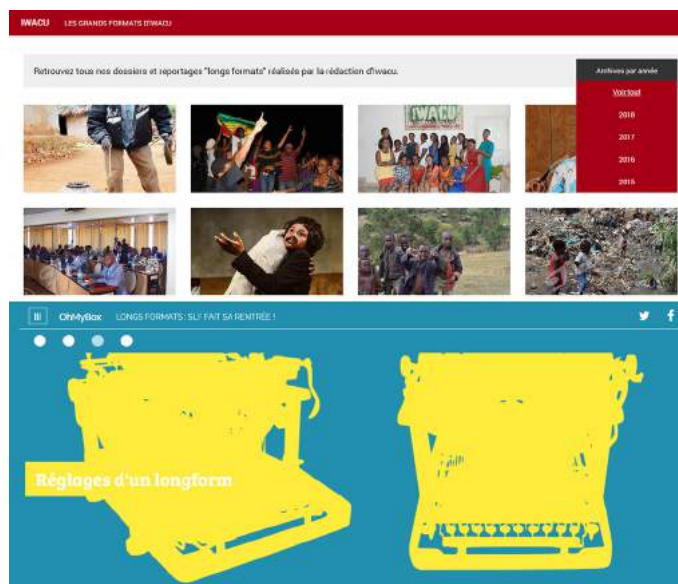 IWACU LES GRANDS FORMATS D'IWACU
Retrouvez tous nos dossiers et reportages "longs formats" réalisés par la rédaction d'Iwacu.
Archives par année
Voir tout
2018
2017
2016
2015
IWACU
OhMyBox LONGS FORMATS: SLF FAIT SA RENTRÉE !
Réglages d'un longform